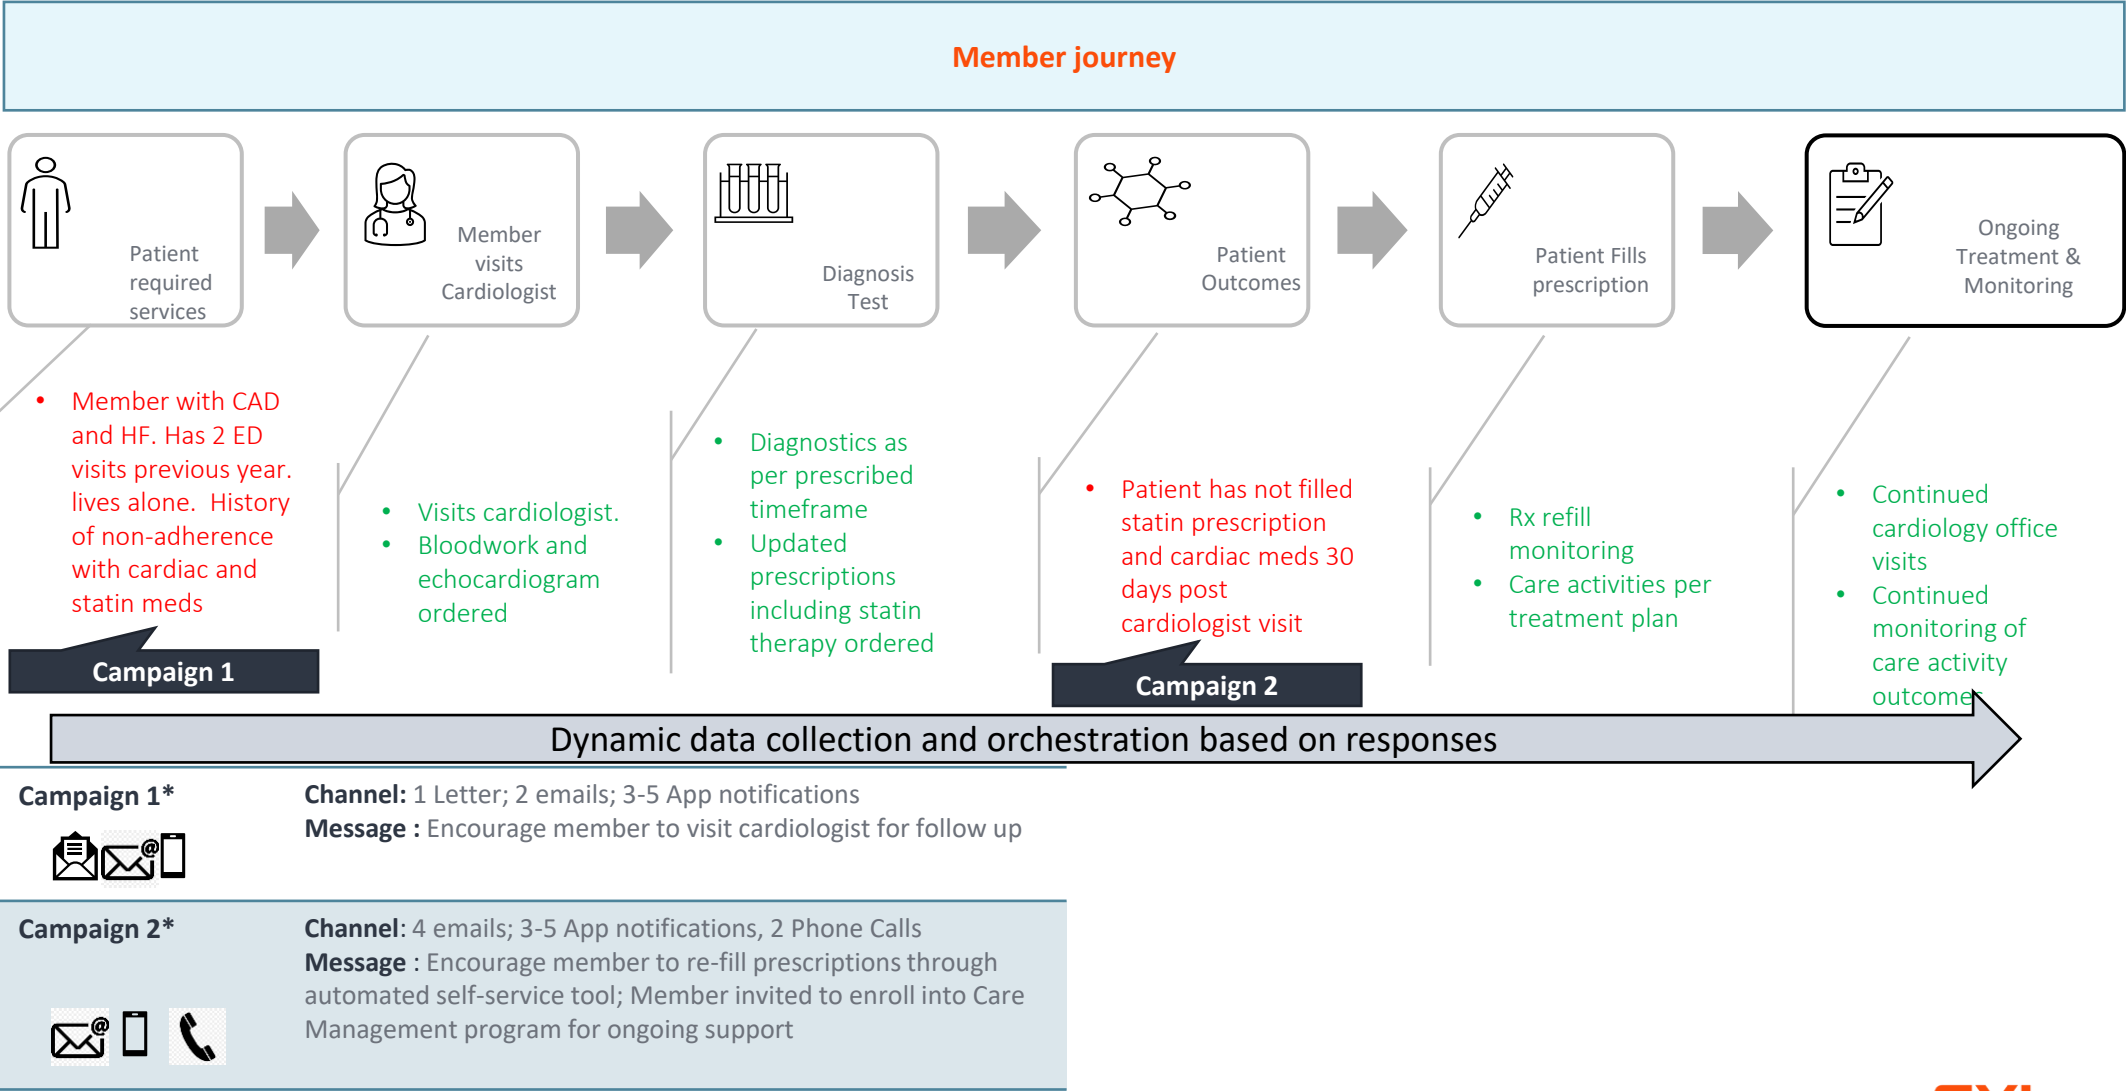 Member journey
Patient
required
services
Member
visits
Cardiologist
Diagnosis
Test
Patient
Outcomes
Patient Fills
prescription
Ongoing
Treatment &
Monitoring
• Member with CAD
and HF. Has 2 ED
visits previous year.
lives alone.  History
of non-adherence
with cardiac and
statin meds
• Visits cardiologist.
• Bloodwork and
echocardiogram
ordered
• Diagnostics as
per prescribed
timeframe
• Updated
prescriptions
including statin
therapy ordered
• Patient has not filled
statin prescription
and cardiac meds 30
days post
cardiologist visit
• Rx refill
monitoring
• Care activities per
treatment plan
• Continued
cardiology office
visits
• Continued
monitoring of
care activity
outcomes
Campaign 1
Campaign 2
Dynamic data collection and orchestration based on responses
Campaign 1*
Channel: 1 Letter; 2 emails; 3-5 App notifications
Message : Encourage member to visit cardiologist for follow up
Campaign 2*
Channel: 4 emails; 3-5 App notifications, 2 Phone Calls
Message : Encourage member to re-fill prescriptions through
automated self-service tool; Member invited to enroll into Care
Management program for ongoing support